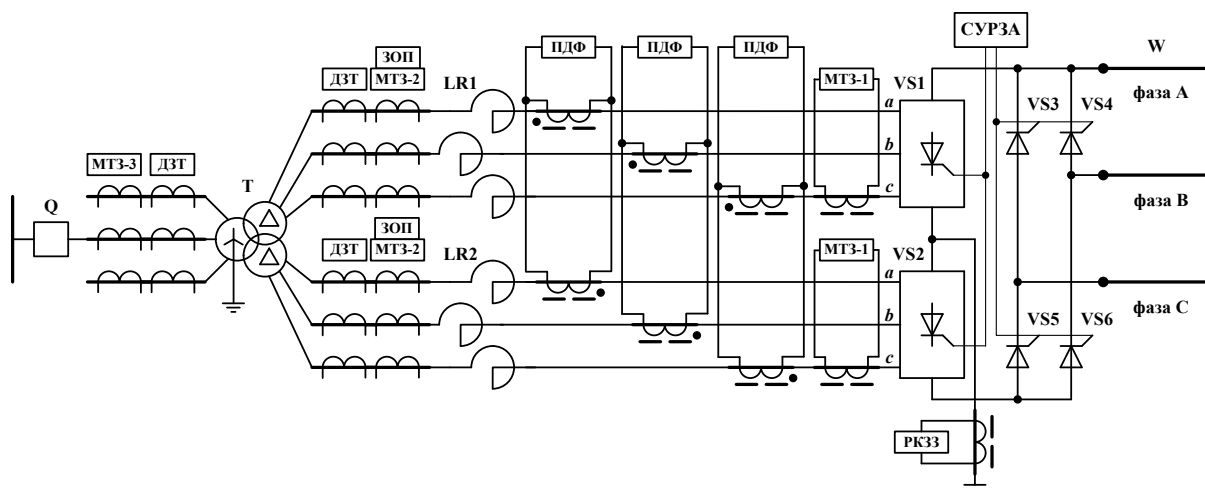 ПДФ ПДФ ПДФ СУРЗА
W
ЗОП
ДЗТ МТЗ-2 LR1 МТЗ-1 VS1
фаза A
a VS3 VS4
b
МТЗ-3 ДЗТ
T c
Q фаза B
ЗОП
ДЗТ МТЗ-2 LR2 МТЗ-1 VS2
a
фаза C
b VS5 VS6
c
РКЗЗ